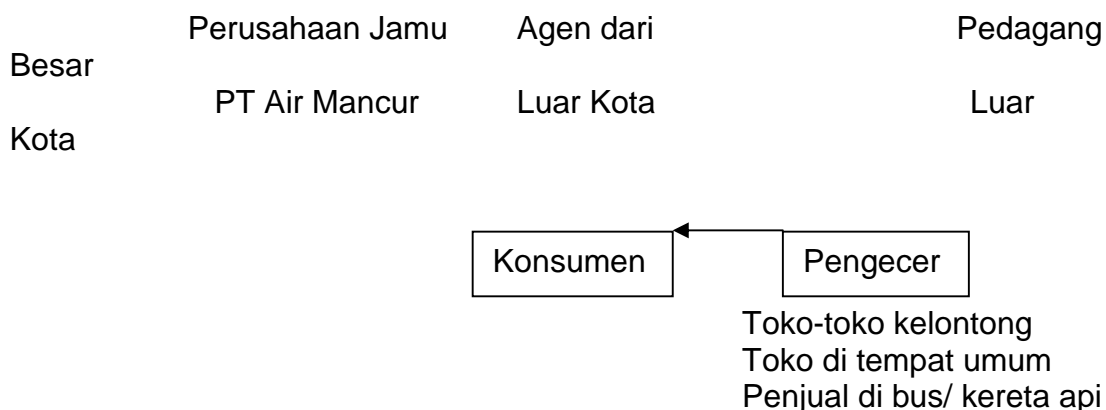 Perusahaan Jamu Agen dari Pedagang
Besar
PT Air Mancur Luar Kota Luar
Kota
Konsumen Pengecer
Toko-toko kelontong
Toko di tempat umum
Penjual di bus/ kereta api